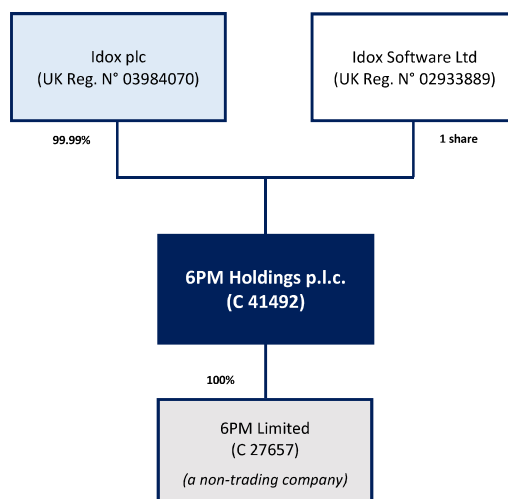 Idox plc
(UK Reg. N° 03984070)
Idox Software Ltd
(UK Reg. N° 02933889)
99.99%
1 share
6PM Holdings p.l.c.
(C 41492)
100%
6PM Limited
(C 27657)
(a non-trading company)